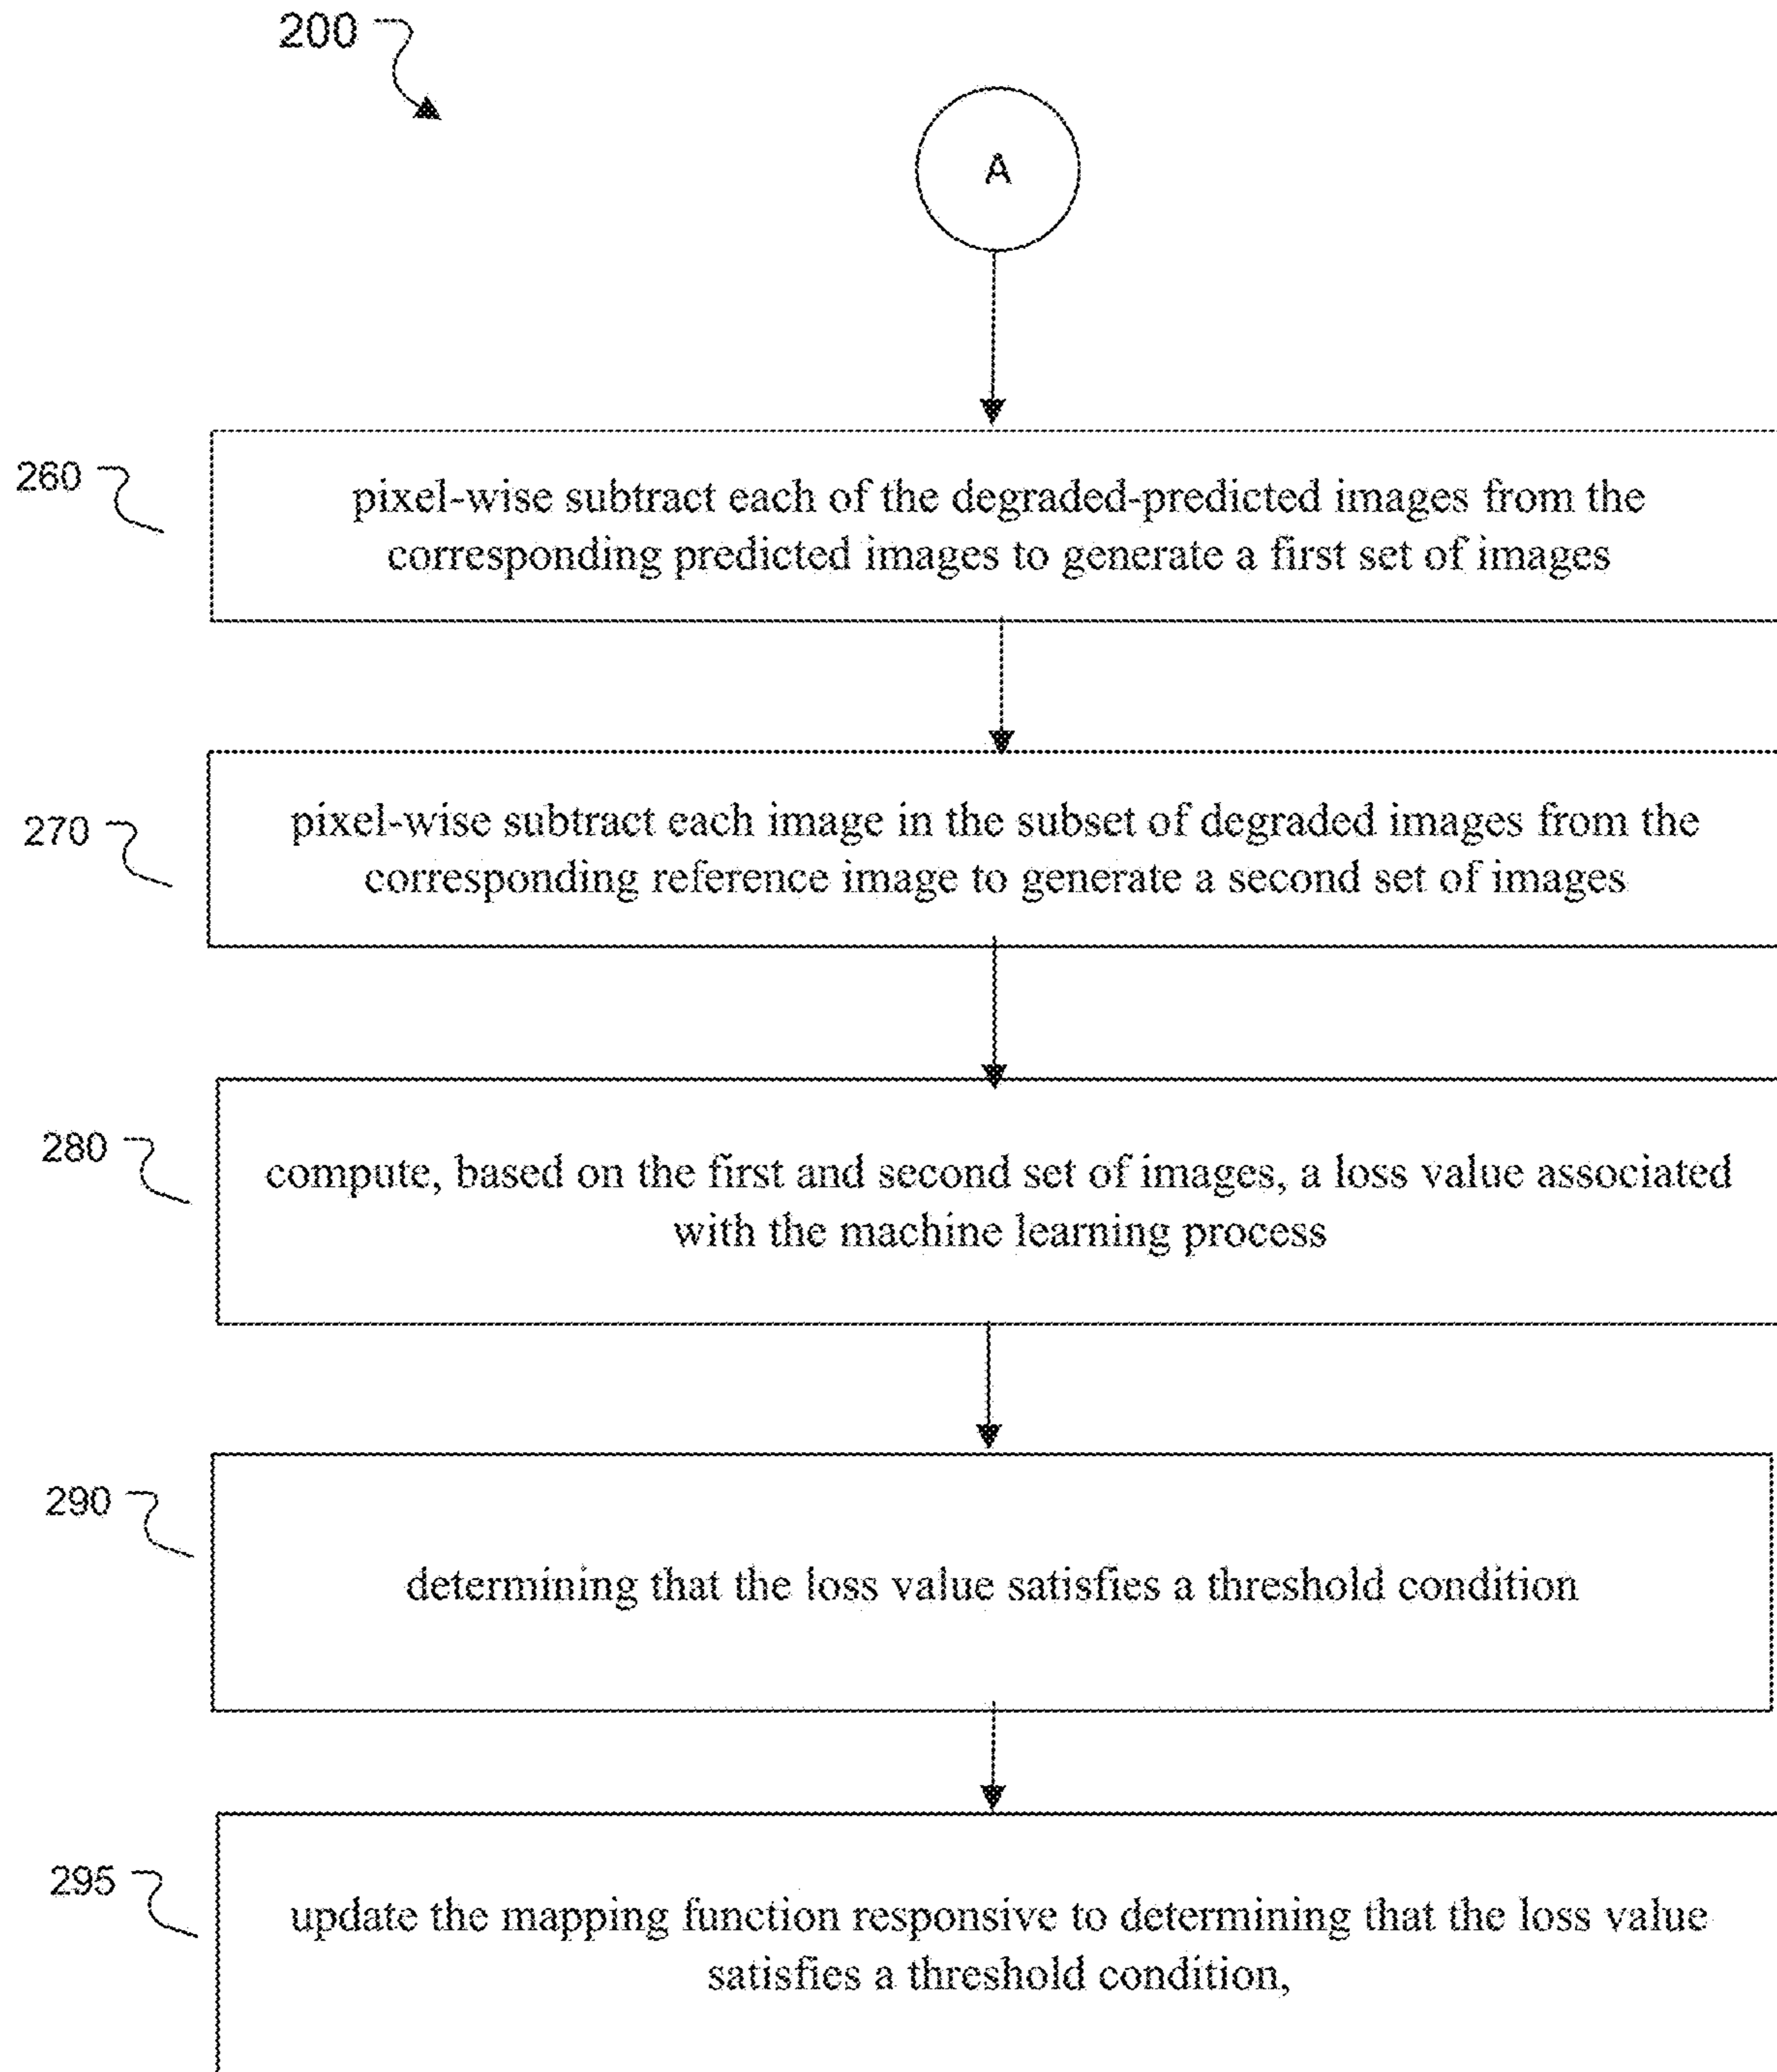 200
A
260
pixel-wise subtract each of the degraded-predicted images from the
corresponding predicted images to generate a first set of images
270
pixel-wise subtract each image in the subset of degraded images from the
corresponding reference image to generate a second set of images
280
compute, based on the first and second set of images, a loss value associated
with the machine learning process
290
determining that the loss value satisfies a threshold condition
295
update the mapping function responsive to determining that the loss value
satisfies a threshold condition,